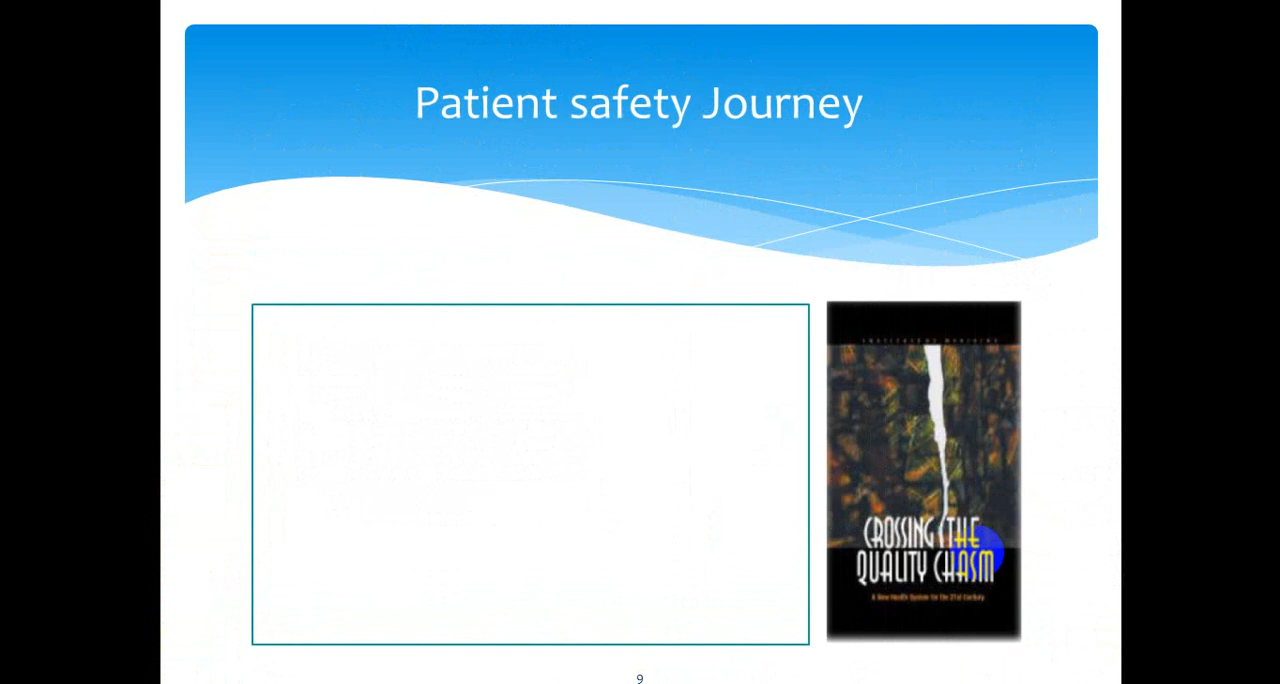 Patient safety Journey
INSTITUTE OF MEDICINE
CROSSING THE
QUALITY CHASM
A New Health System for the 21st Century
9